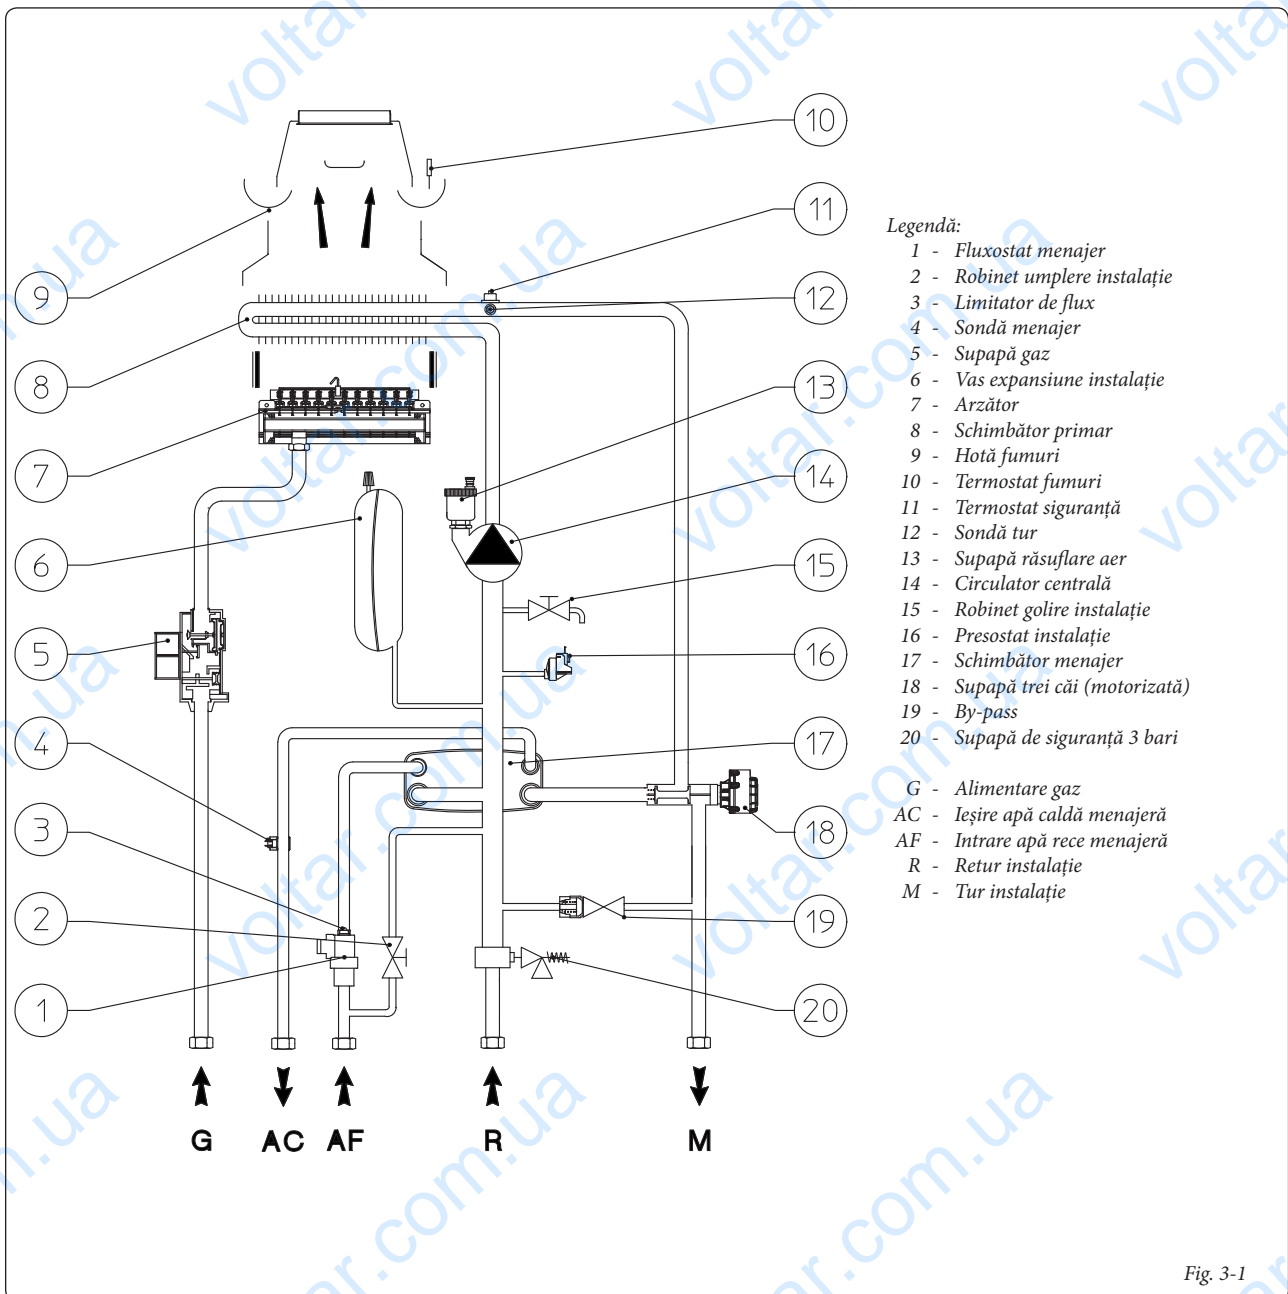 10
11
12
13
14
15
16
17
18
19
20
9
8
7
6
5
4
3
2
1
G
AC
AF
R
M
Legendă:
1 - Fluxostat menajer
2 - Robinet umplere instalație
3 - Limitator de flux
4 - Sondă menajer
5 - Supapă gaz
6 - Vas expansiune instalație
7 - Arzător
8 - Schimbător primar
9 - Hotă fumuri
10 - Termostat fumuri
11 - Termostat siguranță
12 - Sondă tur
13 - Supapă răsuflare aer
14 - Circulator centrală
15 - Robinet golire instalație
16 - Presostat instalație
17 - Schimbător menajer
18 - Supapă trei căi (motorizată)
19 - By-pass
20 - Supapă de siguranță 3 bari
G - Alimentare gaz
AC - Ieșire apă caldă menajeră
AF - Intrare apă rece menajeră
R - Retur instalație
M - Tur instalație
Fig. 3-1
voltar.com.ua